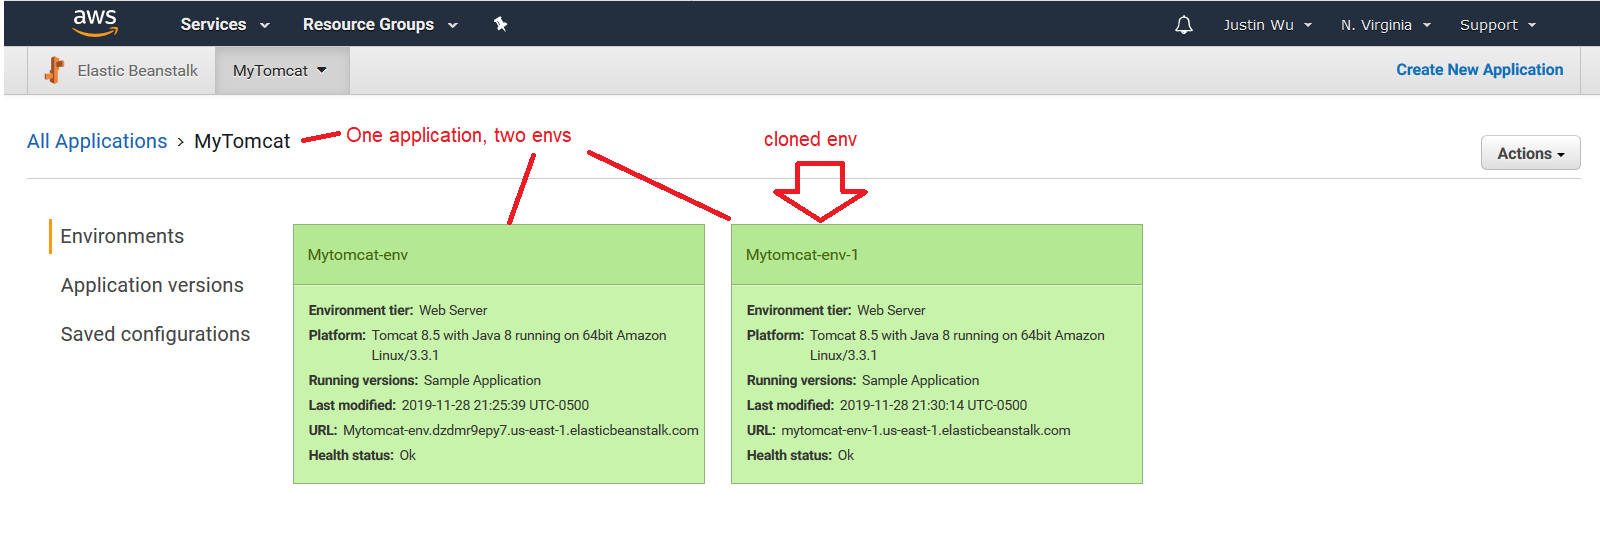 aws Services Resource Groups Justin Wu N. Virginia Support
Elastic Beanstalk MyTomcat Create New Application
All Applications › MyTomcat One application, two envs cloned env
Actions
Environments
Application versions
Saved configurations
Mytomcat-env
Environment tier: Web Server
Platform: Tomcat 8.5 with Java 8 running on 64bit Amazon
Linux/3.3.1
Running versions: Sample Application
Last modified: 2019-11-28 21:25:39 UTC-0500
URL: Mytomcat-env.dzdmr9epy7.us-east-1.elasticbeanstalk.com
Health status: Ok
Mytomcat-env-1
Environment tier: Web Server
Platform: Tomcat 8.5 with Java 8 running on 64bit Amazon
Linux/3.3.1
Running versions: Sample Application
Last modified: 2019-11-28 21:30:14 UTC-0500
URL: mytomcat-env-1.us-east-1.elasticbeanstalk.com
Health status: Ok